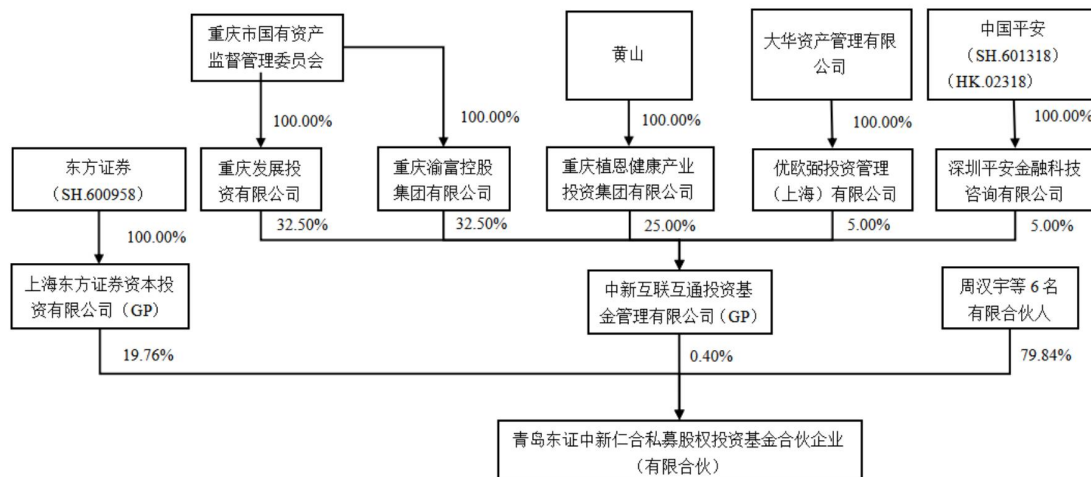 重庆市国有资产
监督管理委员会
黄山
大华资产管理有限
公司
中国平安
（SH.601318）
（HK.02318）
100.00%
100.00%
100.00%
100.00%
100.00%
东方证券
（SH.600958）
重庆发展投
资有限公司
重庆渝富控股
集团有限公司
重庆植恩健康产业
投资集团有限公司
优欧弼投资管理
（上海）有限公司
深圳平安金融科技
咨询有限公司
100.00%
32.50%
32.50%
25.00%
5.00%
5.00%
上海东方证券资本投
资有限公司（GP）
中新互联互通投资基
金管理有限公司（GP）
周汉宇等 6 名
有限合伙人
19.76%
0.40%
79.84%
青岛东证中新仁合私募股权投资基金合伙企业
（有限合伙）